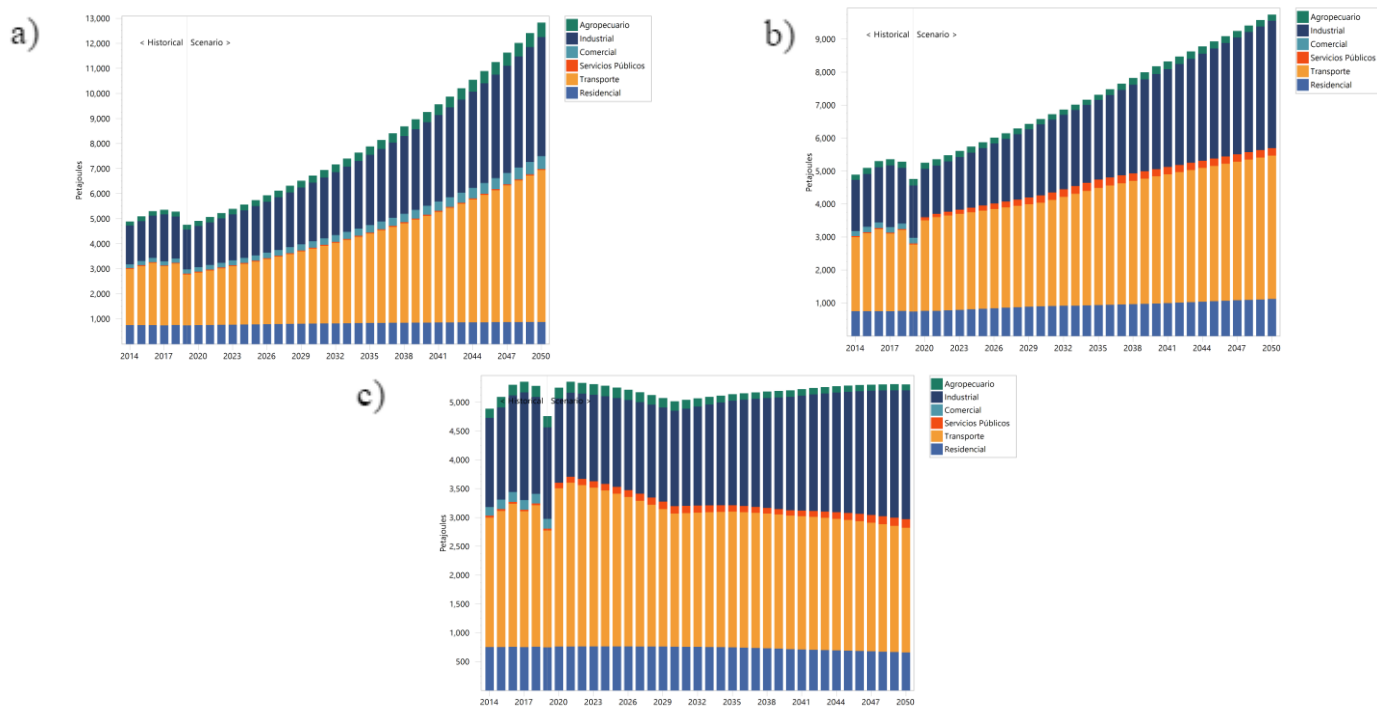 a)
Petajoules
13,000
12,000
11,000
10,000
9,000
8,000
7,000
6,000
5,000
4,000
3,000
2,000
1,000
< Historical Scenario >
2014 2017 2020 2023 2026 2029 2032 2035 2038 2041 2044 2047 2050
Agropecuario
Industrial
Comercial
Servicios Públicos
Transporte
Residencial
b)
Petajoules
9,000
8,000
7,000
6,000
5,000
4,000
3,000
2,000
1,000
< Historical Scenario >
2014 2017 2020 2023 2026 2029 2032 2035 2038 2041 2044 2047 2050
Agropecuario
Industrial
Comercial
Servicios Públicos
Transporte
Residencial
c)
Petajoules
5,000
4,500
4,000
3,500
3,000
2,500
2,000
1,500
1,000
500
< Historical Scenario >
2014 2017 2020 2023 2026 2029 2032 2035 2038 2041 2044 2047 2050
Agropecuario
Industrial
Comercial
Servicios Públicos
Transporte
Residencial